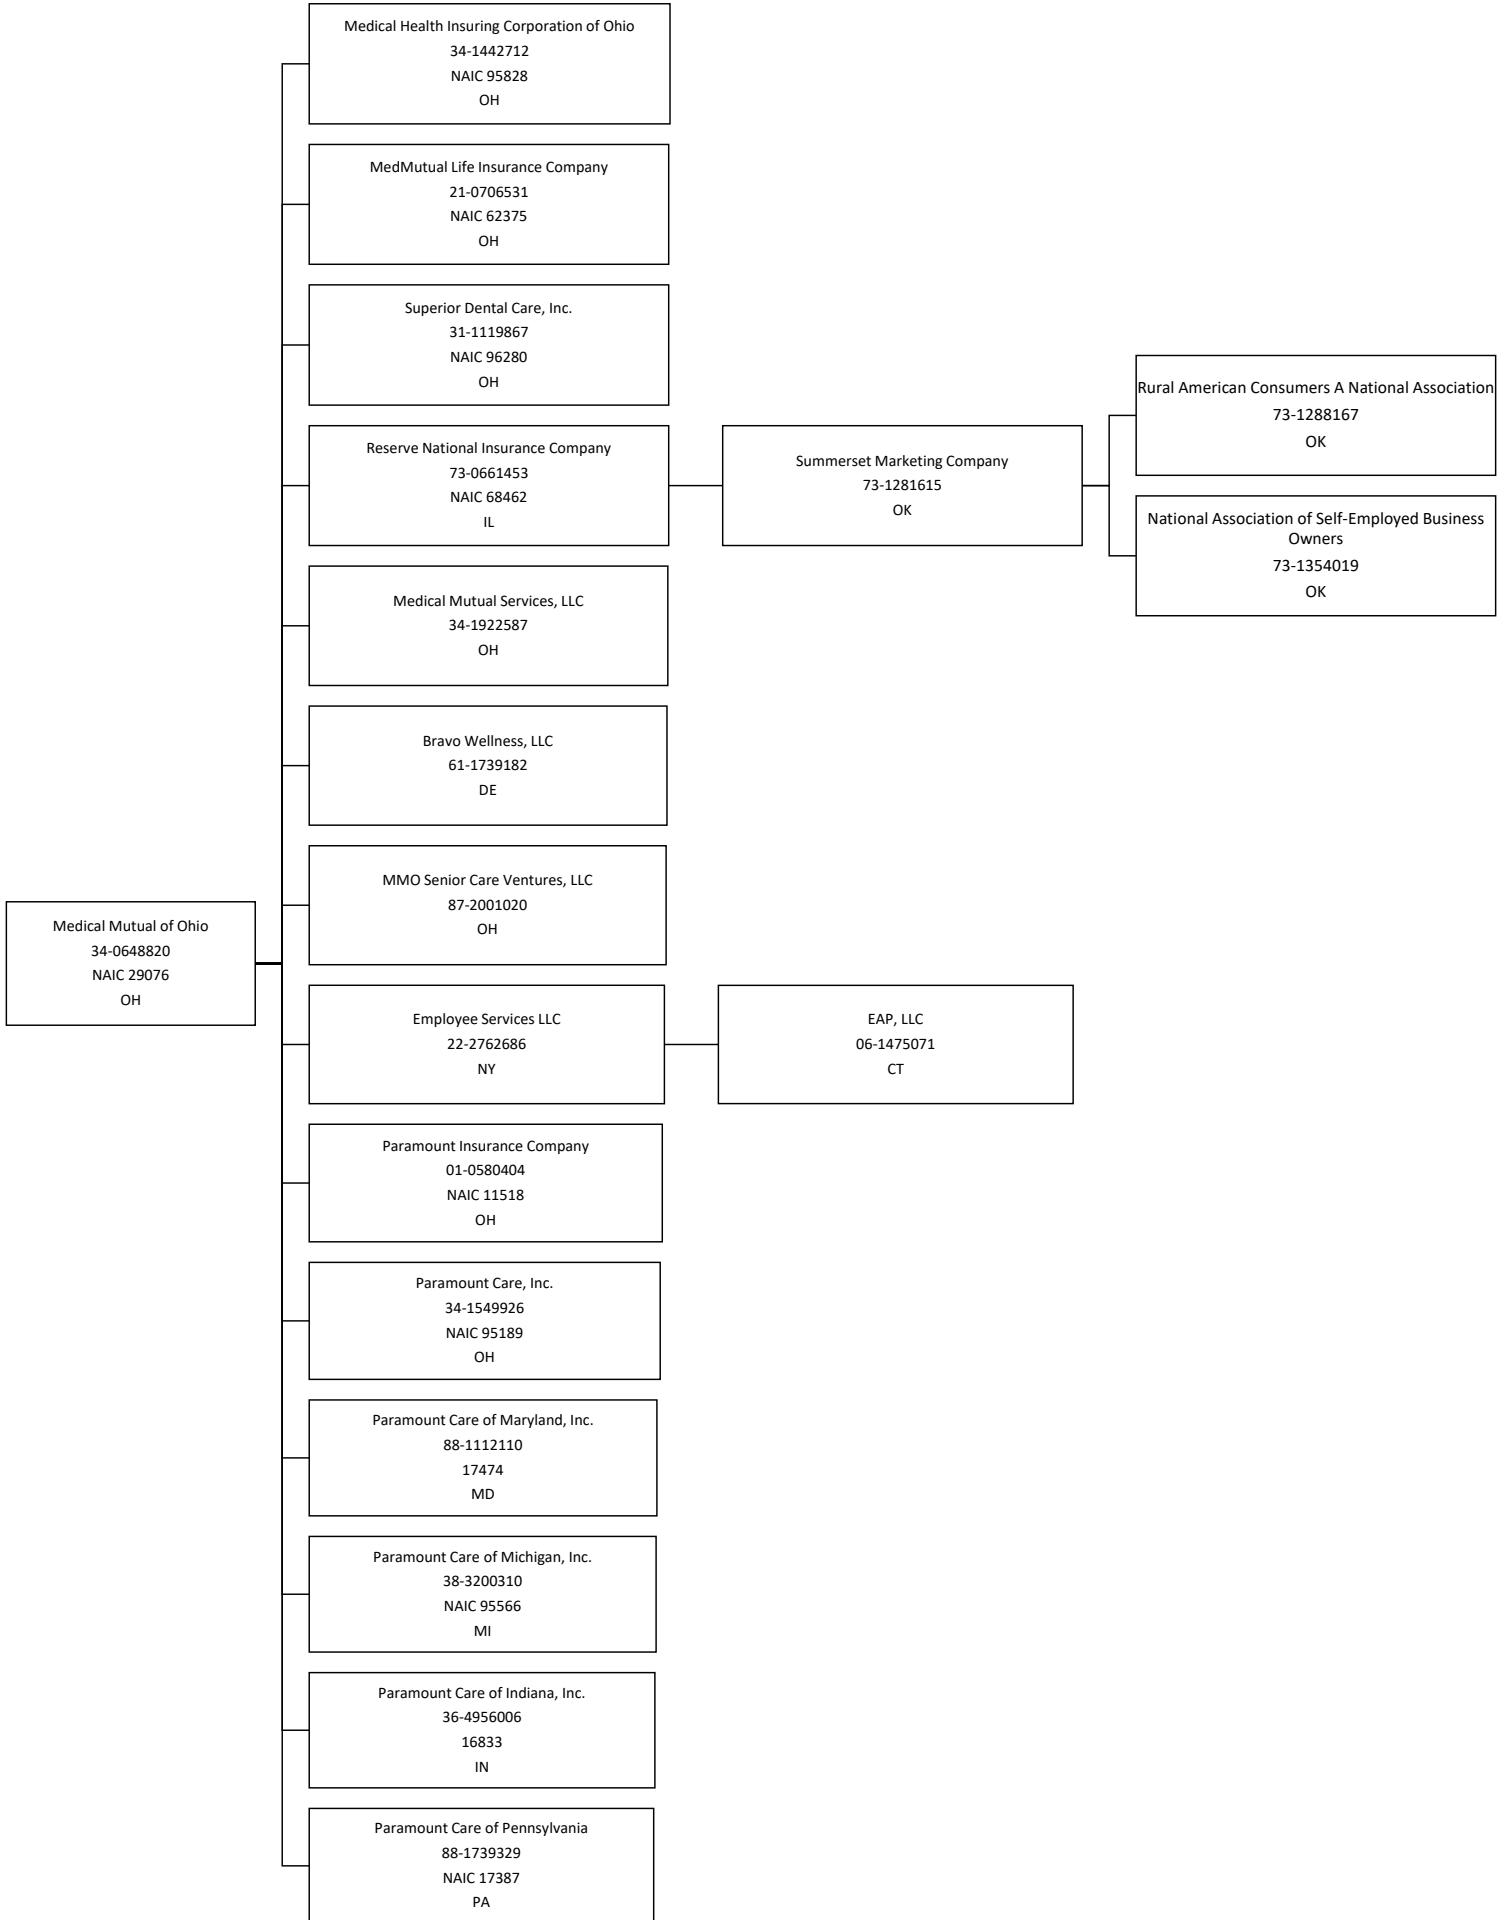 Medical Health Insuring Corporation of Ohio
34-1442712
NAIC 95828
OH
MedMutual Life Insurance Company
21-0706531
NAIC 62375
OH
Superior Dental Care, Inc.
31-1119867
NAIC 96280
OH
Reserve National Insurance Company
73-0661453
NAIC 68462
IL
Summerset Marketing Company
73-1281615
OK
Rural American Consumers A National Association
73-1288167
OK
National Association of Self-Employed Business
Owners
73-1354019
OK
Medical Mutual Services, LLC
34-1922587
OH
Bravo Wellness, LLC
61-1739182
DE
MMO Senior Care Ventures, LLC
87-2001020
OH
Medical Mutual of Ohio
34-0648820
NAIC 29076
OH
Employee Services LLC
22-2762686
NY
EAP, LLC
06-1475071
CT
Paramount Insurance Company
01-0580404
NAIC 11518
OH
Paramount Care, Inc.
34-1549926
NAIC 95189
OH
Paramount Care of Maryland, Inc.
88-1112110
17474
MD
Paramount Care of Michigan, Inc.
38-3200310
NAIC 95566
MI
Paramount Care of Indiana, Inc.
36-4956006
16833
IN
Paramount Care of Pennsylvania
88-1739329
NAIC 17387
PA